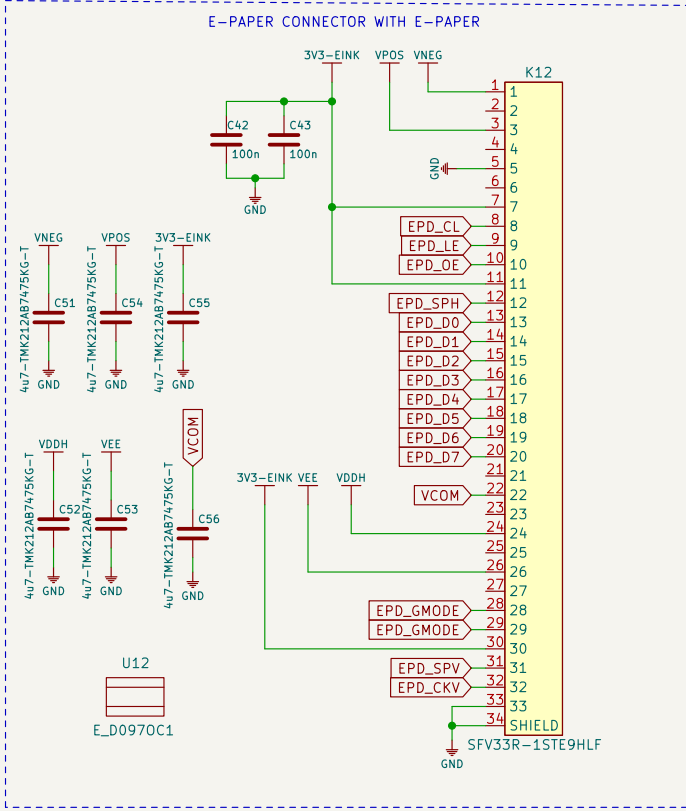 E-PAPER CONNECTOR WITH E-PAPER
3V3-EINK VPOS VNEG
K12
C42 C43
100n 100n
GND
GND
1 1
2 2
3 3
4 4
5 5
6 6
7 7
EPD_CL 8 8
EPD_LE 9 9
EPD_OE 10 10
11 11
EPD_SPH 12 12
EPD_D0 13 13
EPD_D1 14 14
EPD_D2 15 15
EPD_D3 16 16
EPD_D4 17 17
EPD_D5 18 18
EPD_D6 19 19
EPD_D7 20 20
21 21
VCOM 22 22
23 23
24 24
25 25
26 26
27 27
EPD_GMODE 28 28
EPD_GMODE 29 29
30 30
EPD_SPV 31 31
EPD_CKV 32 32
33 33
34 SHIELD
SFV33R-1STE9HLF
GND
VNEG VPOS 3V3-EINK
C51 C54 C55
4u7-TMK212AB7475KG-T
4u7-TMK212AB7475KG-T
4u7-TMK212AB7475KG-T
GND GND GND
VDDH VEE VCOM
C52 C53 C56
4u7-TMK212AB7475KG-T
4u7-TMK212AB7475KG-T
4u7-TMK212AB7475KG-T
GND GND GND
3V3-EINK VEE VDDH
U12
E_D097OC1